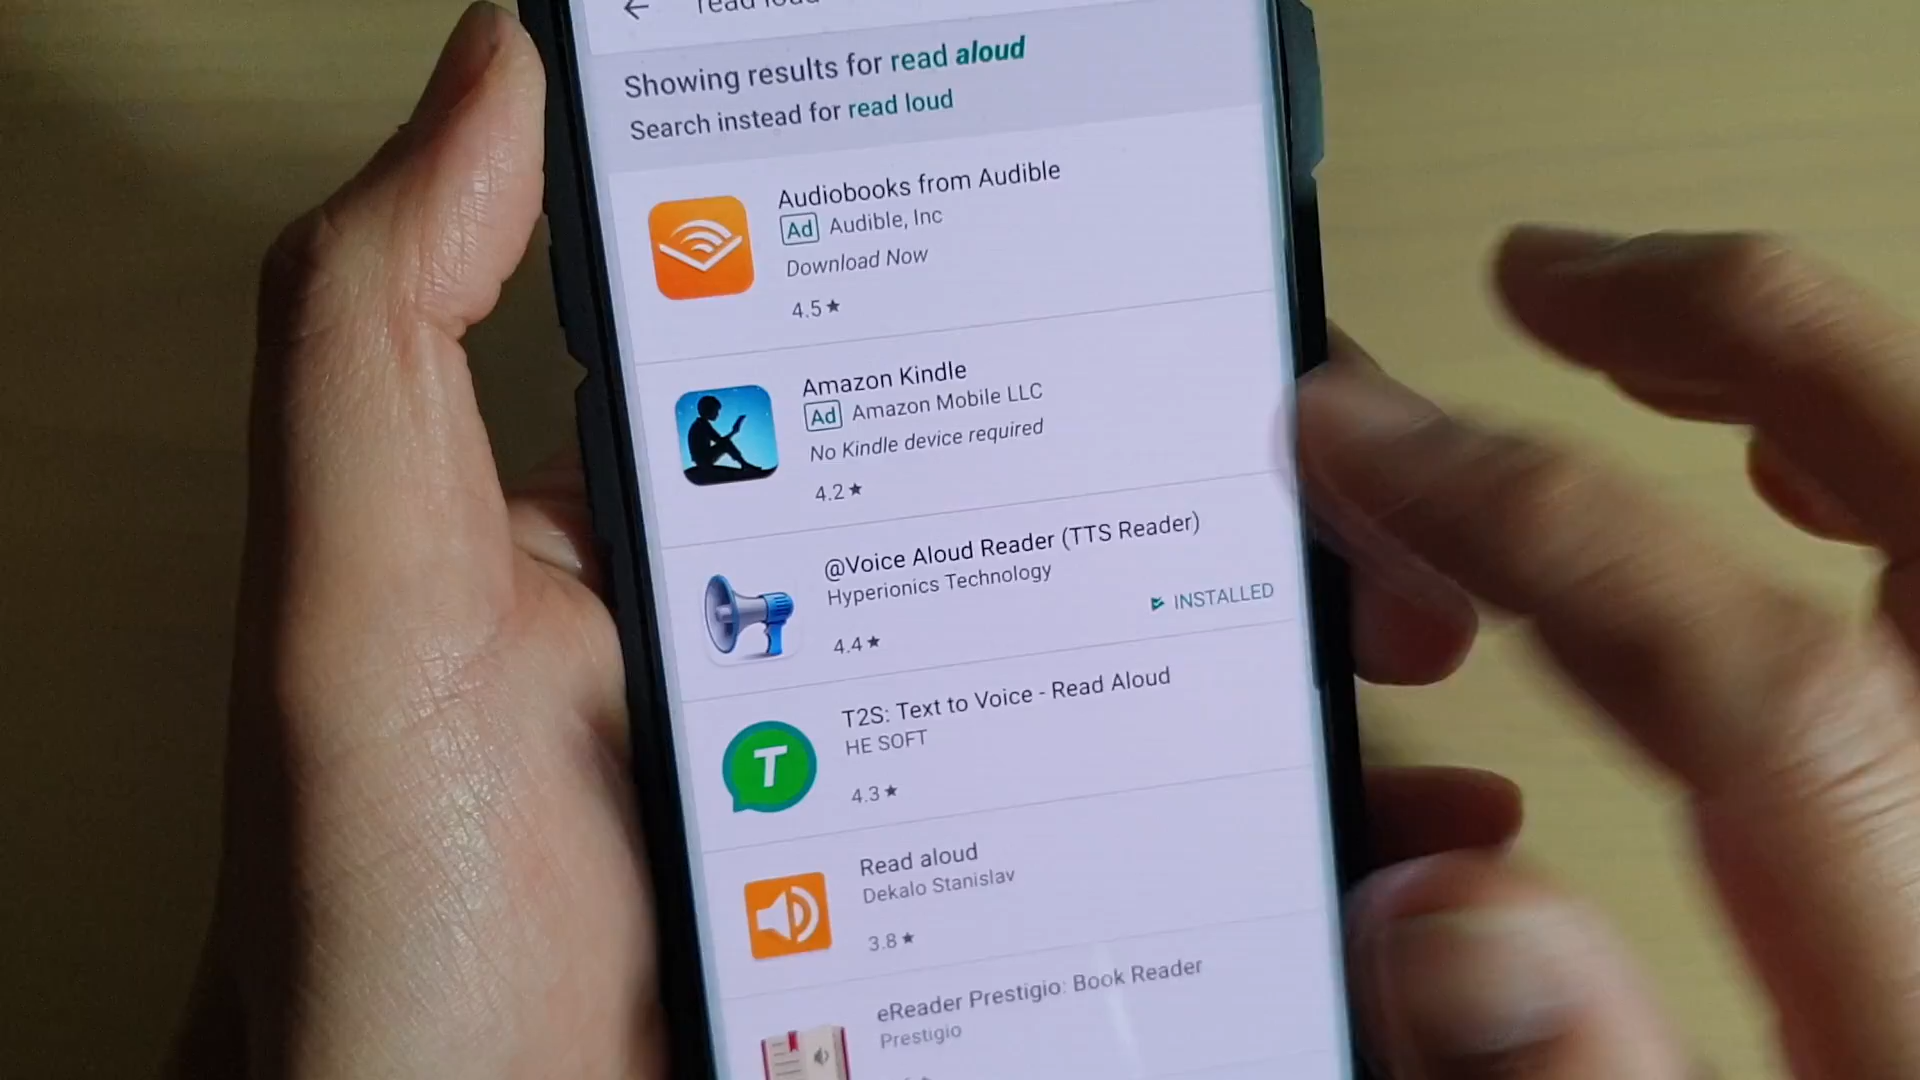 read loud
Showing results for read aloud
Search instead for read loud
Audiobooks from Audible
Ad Audible, Inc
Download Now
4.5★
Amazon Kindle
Ad Amazon Mobile LLC
No Kindle device required
4.2★
@Voice Aloud Reader (TTS Reader)
Hyperionics Technology
INSTALLED
4.4★
T2S: Text to Voice - Read Aloud
HE SOFT
4.3★
T
Read aloud
Dekalo Stanislav
3.8★
eReader Prestigio: Book Reader
Prestigio